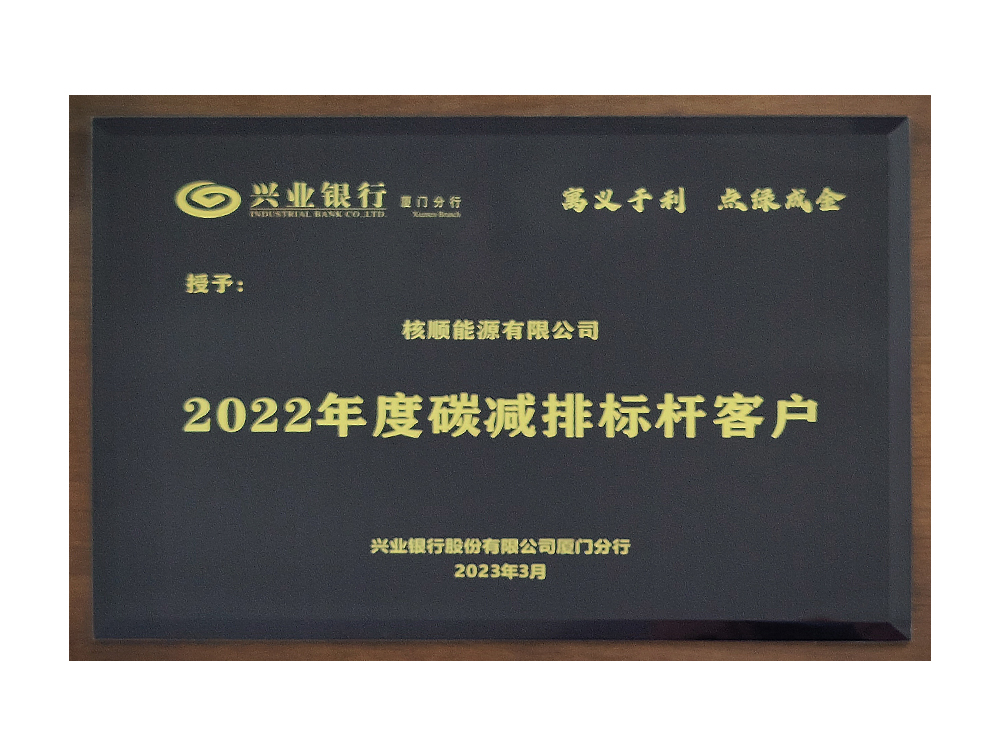 兴业银行 厦门分行
INDUSTRIAL BANK CO.,LTD. Xiamen Branch
寓义于利 点绿成金
授予:
核顺能源有限公司
2022年度碳减排标杆客户
兴业银行股份有限公司厦门分行
2023年3月